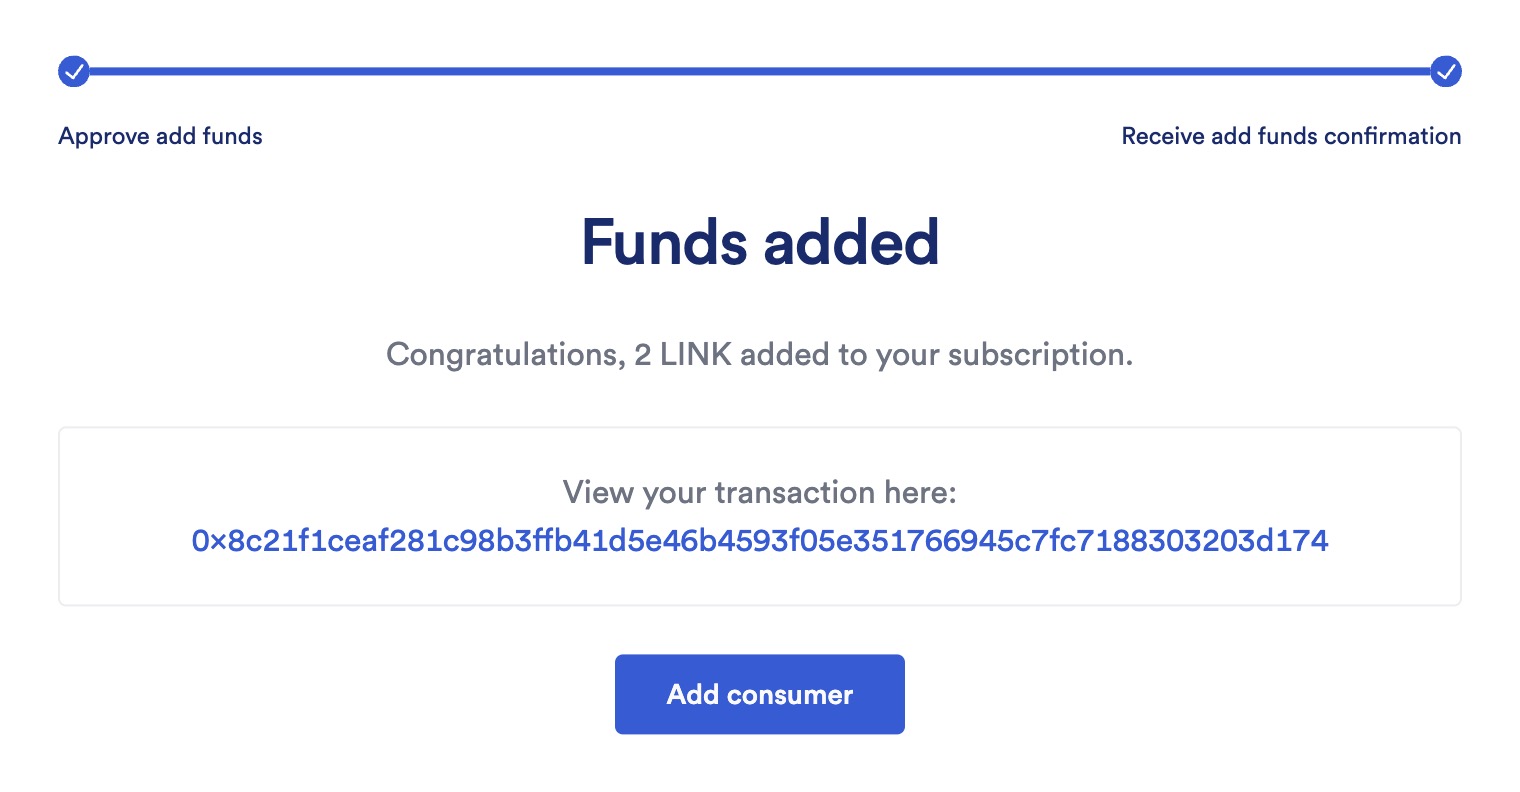 Approve add funds
Receive add funds confirmation
Funds added
Congratulations, 2 LINK added to your subscription.
View your transaction here:
0x8c21f1ceaf281c98b3ffb41d5e46b4593f05e351766945c7fc7188303203d174
Add consumer